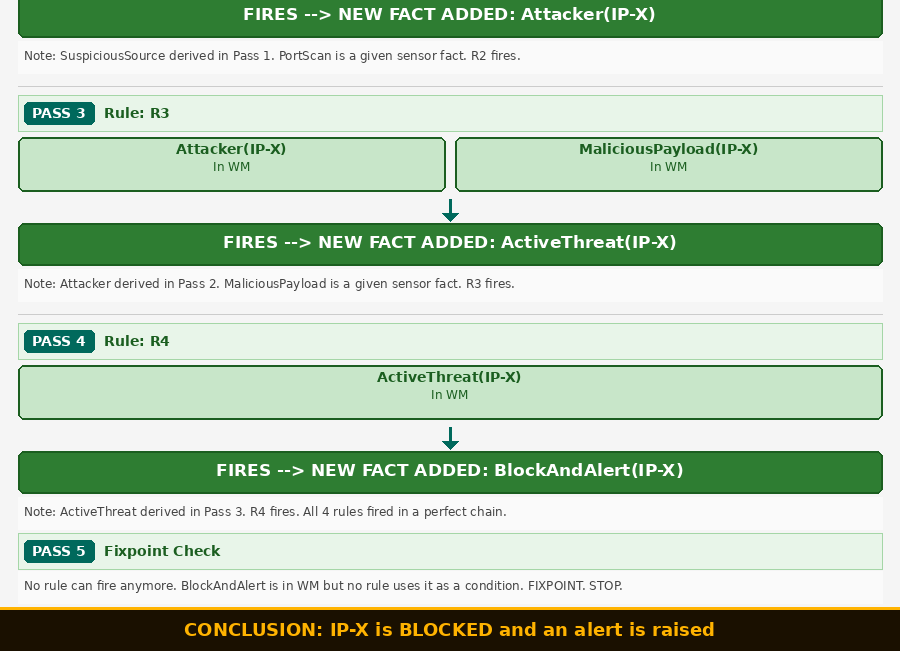 FIRES --> NEW FACT ADDED: Attacker(IP-X)
Note: SuspiciousSource derived in Pass 1. PortScan is a given sensor fact. R2 fires.
PASS 3 Rule: R3
Attacker(IP-X)
In WM
MaliciousPayload(IP-X)
In WM
FIRES --> NEW FACT ADDED: ActiveThreat(IP-X)
Note: Attacker derived in Pass 2. MaliciousPayload is a given sensor fact. R3 fires.
PASS 4 Rule: R4
ActiveThreat(IP-X)
In WM
FIRES --> NEW FACT ADDED: BlockAndAlert(IP-X)
Note: ActiveThreat derived in Pass 3. R4 fires. All 4 rules fired in a perfect chain.
PASS 5 Fixpoint Check
No rule can fire anymore. BlockAndAlert is in WM but no rule uses it as a condition. FIXPOINT. STOP.
CONCLUSION: IP-X is BLOCKED and an alert is raised